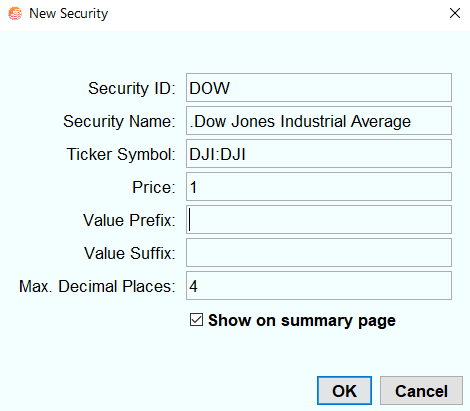 New Security
Security ID: DOW
Security Name: .Dow Jones Industrial Average
Ticker Symbol: DJI:DJI
Price: 1
Value Prefix:
Value Suffix:
Max. Decimal Places: 4
Show on summary page
OK Cancel